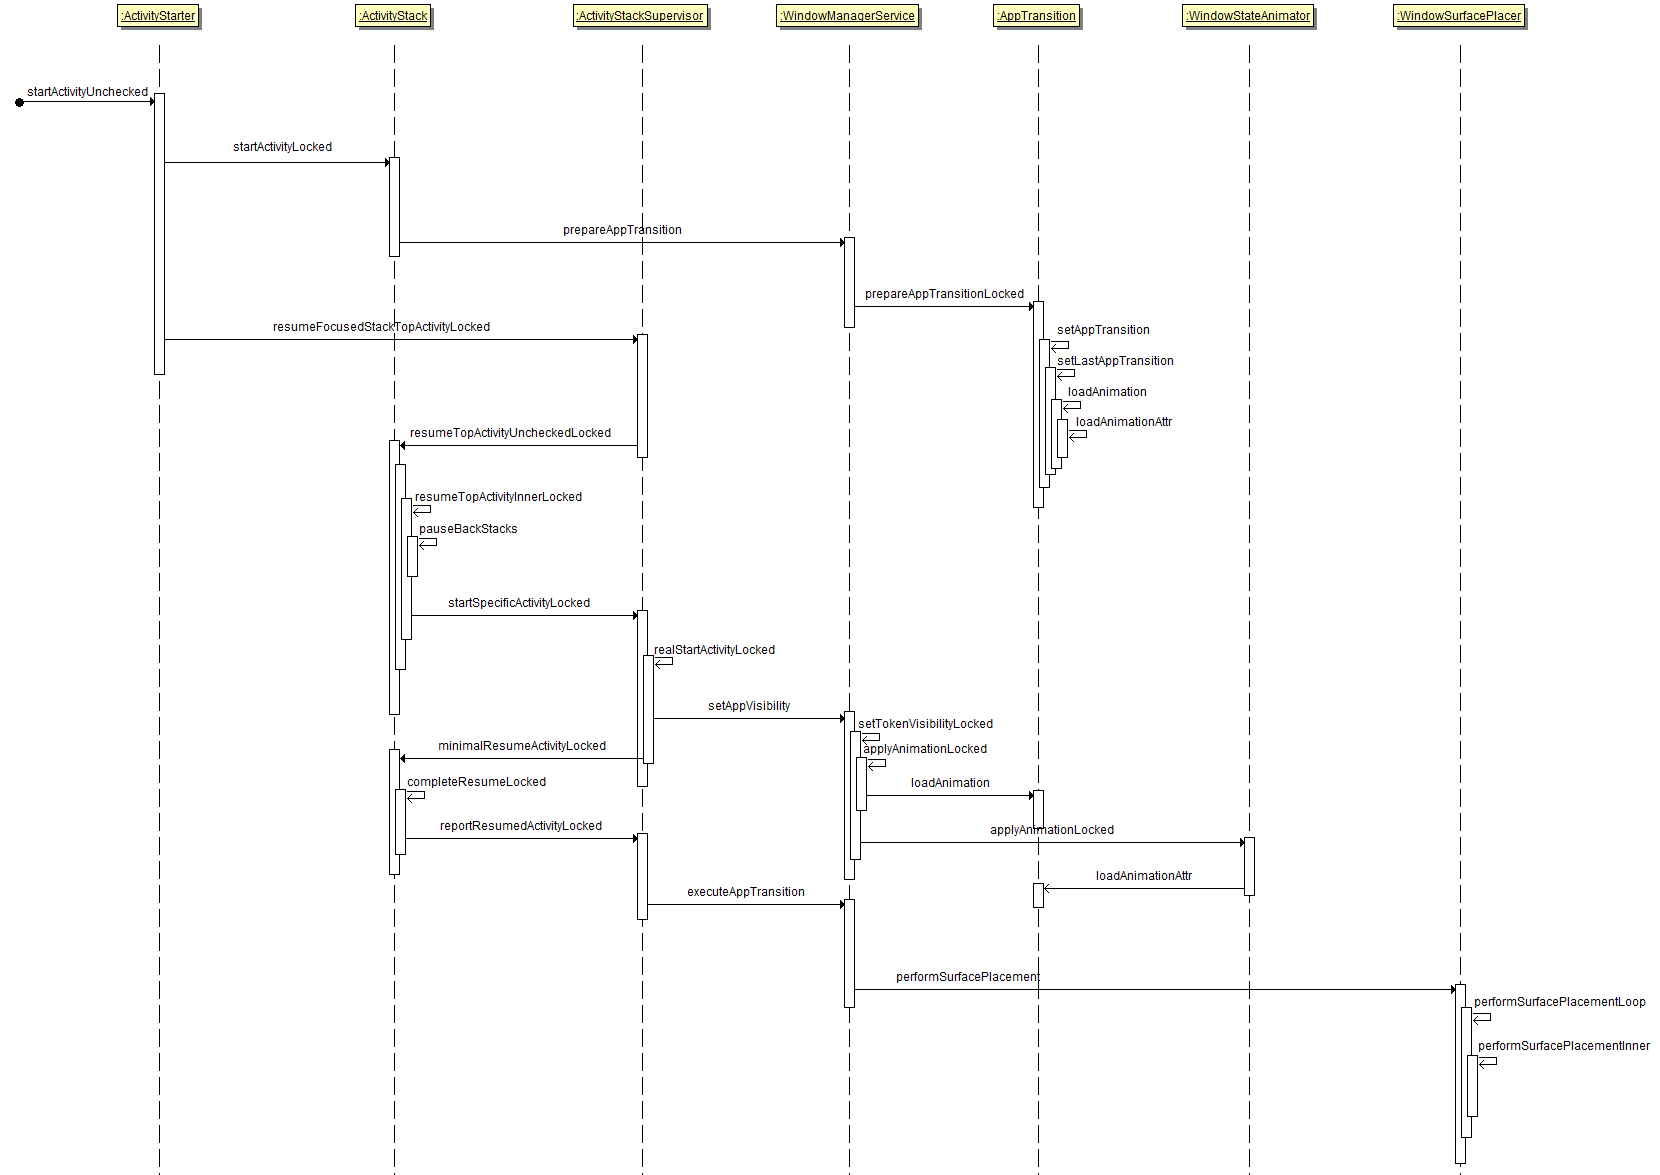 :ActivityStarter
:ActivityStack
:ActivityStackSupervisor
:WindowManagerService
:AppTransition
:WindowStateAnimator
:WindowSurfacePlacer
startActivityUnchecked
startActivityLocked
prepareAppTransition
prepareAppTransitionLocked
resumeFocusedStackTopActivityLocked
setAppTransition
setLastAppTransition
loadAnimation
loadAnimationAttr
resumeTopActivityUncheckedLocked
resumeTopActivityInnerLocked
pauseBackStacks
startSpecificActivityLocked
realStartActivityLocked
setAppVisibility
setTokenVisibilityLocked
minimalResumeActivityLocked
applyAnimationLocked
completeResumeLocked
loadAnimation
reportResumedActivityLocked
applyAnimationLocked
loadAnimationAttr
executeAppTransition
performSurfacePlacement
performSurfacePlacementLoop
performSurfacePlacementInner